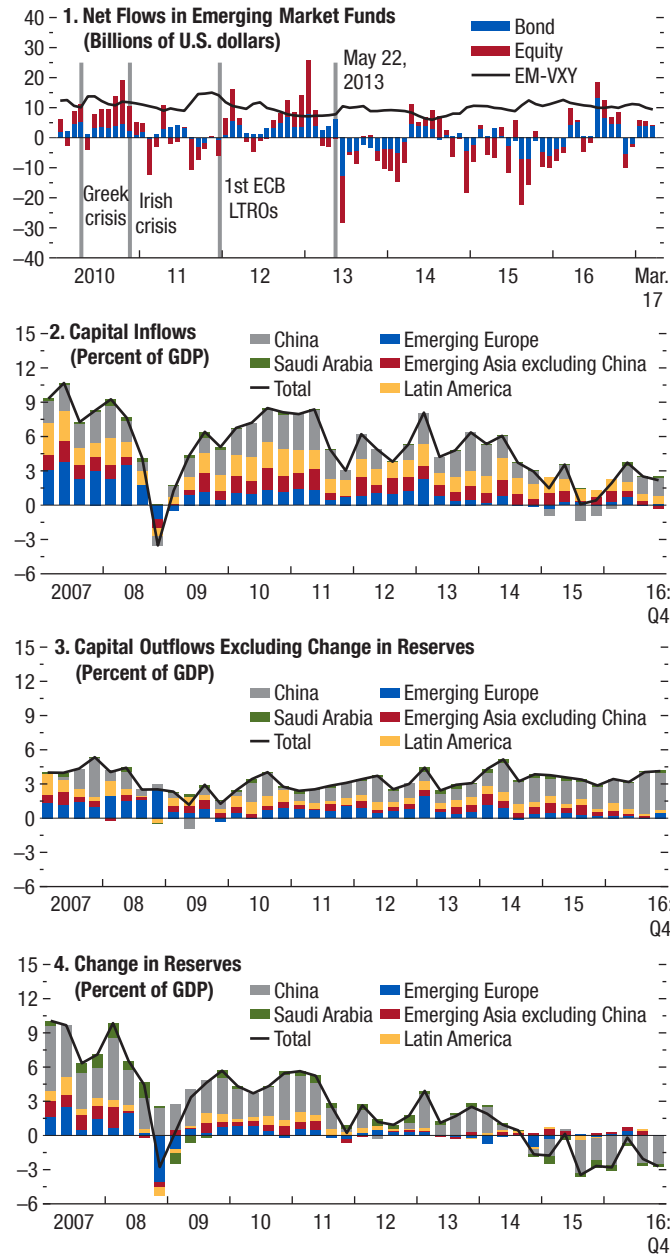 1. Net Flows in Emerging Market Funds
(Billions of U.S. dollars)
Bond
Equity
EM-VXY
May 22,
2013
Greek
crisis
Irish
crisis
1st ECB
LTROs
40
30
20
10
0
–10
–20
–30
–40
2010 11 12 13 14 15 16 Mar.
17
2. Capital Inflows
(Percent of GDP)
China Emerging Europe
Saudi Arabia Emerging Asia excluding China
Total Latin America
15
12
9
6
3
0
–3
–6
2007 08 09 10 11 12 13 14 15 16:
Q4
3. Capital Outflows Excluding Change in Reserves
(Percent of GDP)
China Emerging Europe
Saudi Arabia Emerging Asia excluding China
Total Latin America
15
12
9
6
3
0
–3
–6
2007 08 09 10 11 12 13 14 15 16:
Q4
4. Change in Reserves
(Percent of GDP)
China Emerging Europe
Saudi Arabia Emerging Asia excluding China
Total Latin America
15
12
9
6
3
0
–3
–6
2007 08 09 10 11 12 13 14 15 16:
Q4